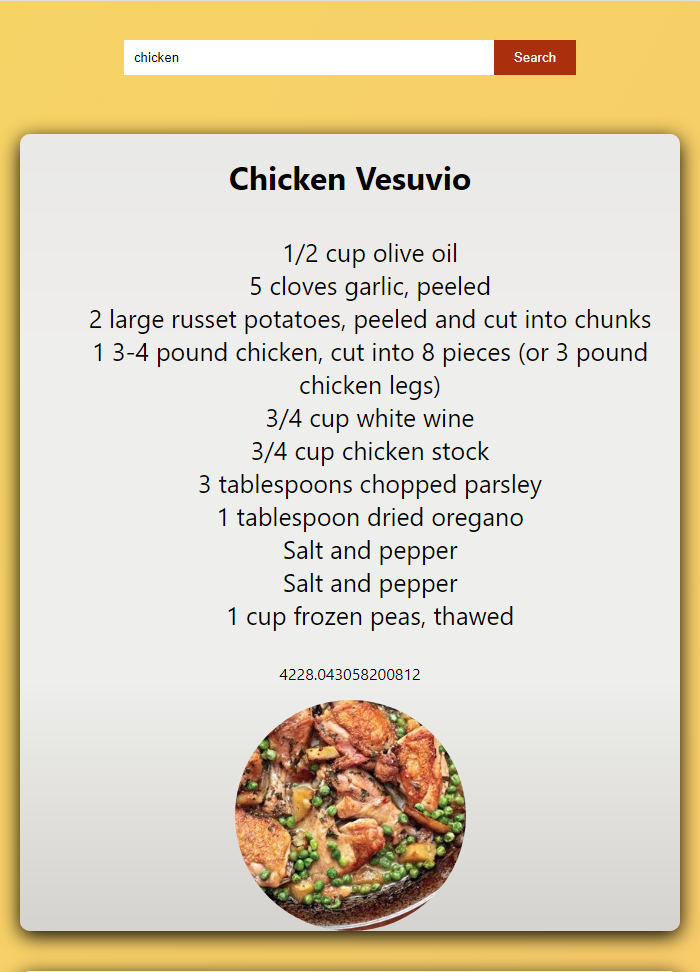 chicken
Search
Chicken Vesuvio
1/2 cup olive oil
5 cloves garlic, peeled
2 large russet potatoes, peeled and cut into chunks
1 3-4 pound chicken, cut into 8 pieces (or 3 pound
chicken legs)
3/4 cup white wine
3/4 cup chicken stock
3 tablespoons chopped parsley
1 tablespoon dried oregano
Salt and pepper
Salt and pepper
1 cup frozen peas, thawed
4228.043058200812